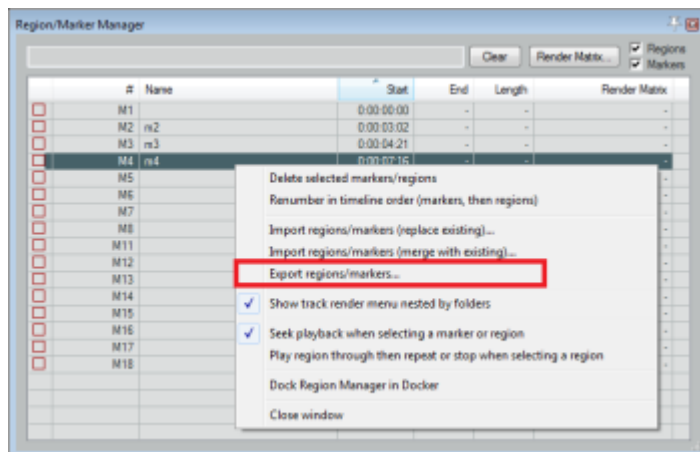 Region/Marker Manager
Clear Render Matrix... Regions
Markers
# Name Start End Length Render Matrix
M1 0:00:00:00 - - -
M2 m2 0:00:03:02 - - -
M3 m3 0:00:04:21 - - -
M4 m4 0:00:07:16 - - -
M5 -
M6 -
M7 -
M8 -
M11 -
M12 -
M13 -
M14 -
M15 -
M16 -
M17 -
M18 -
Delete selected markers/regions
Renumber in timeline order (markers, then regions)
Import regions/markers (replace existing)...
Import regions/markers (merge with existing)...
Export regions/markers...
Show track render menu nested by folders
Seek playback when selecting a marker or region
Play region through then repeat or stop when selecting a region
Dock Region Manager in Docker
Close window